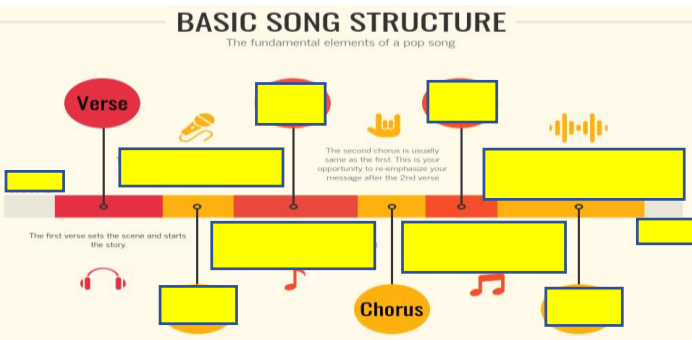 BASIC SONG STRUCTURE
The fundamental elements of a pop song
Verse
The second chorus is usually
same as the first. This is your
opportunity to re-emphasize your
message after the 2nd verse
The first verse sets the scene and starts
the story.
Chorus